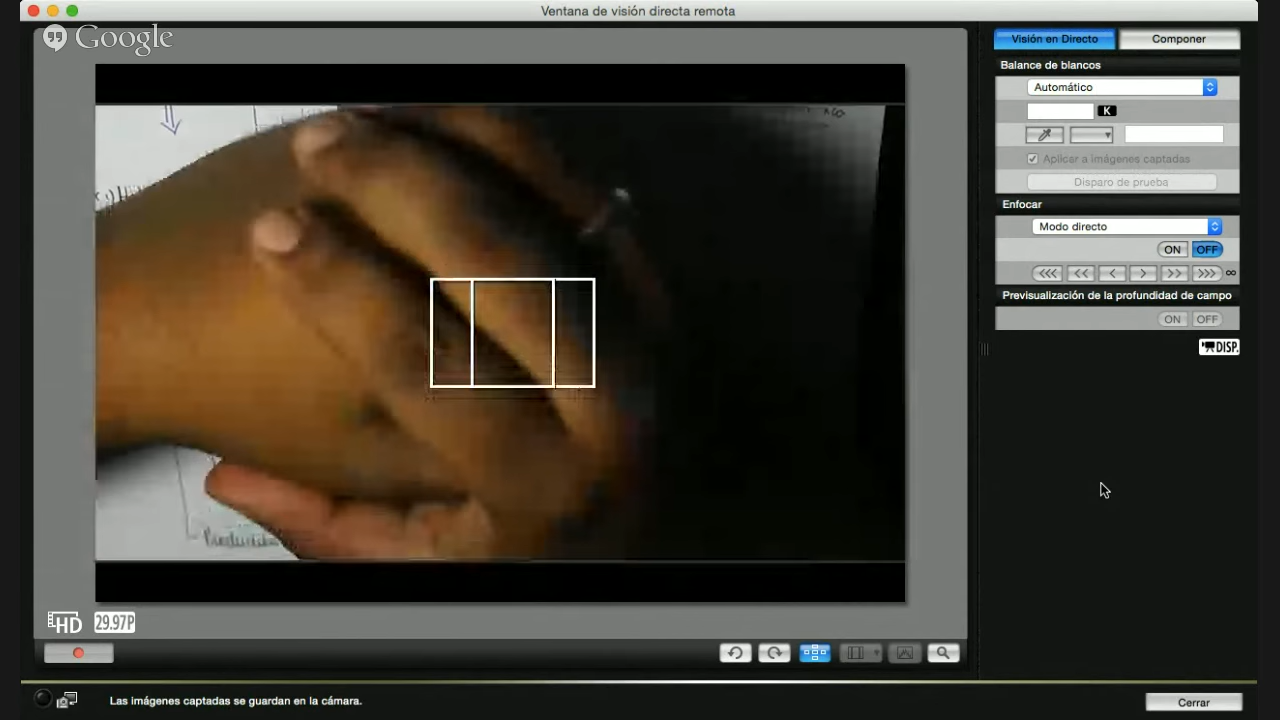 Ventana de visión directa remota
Google
Visión en Directo
Componer
Balance de blancos
Automático
K
Aplicar a imágenes captadas
Disparo de prueba
Enfocar
Modo directo
ON
OFF
<<<
<<
<
>
>>
>>>
∞
Previsualización de la profundidad de campo
ON
OFF
DISP.
HD
29.97P
Las imágenes captadas se guardan en la cámara.
Cerrar